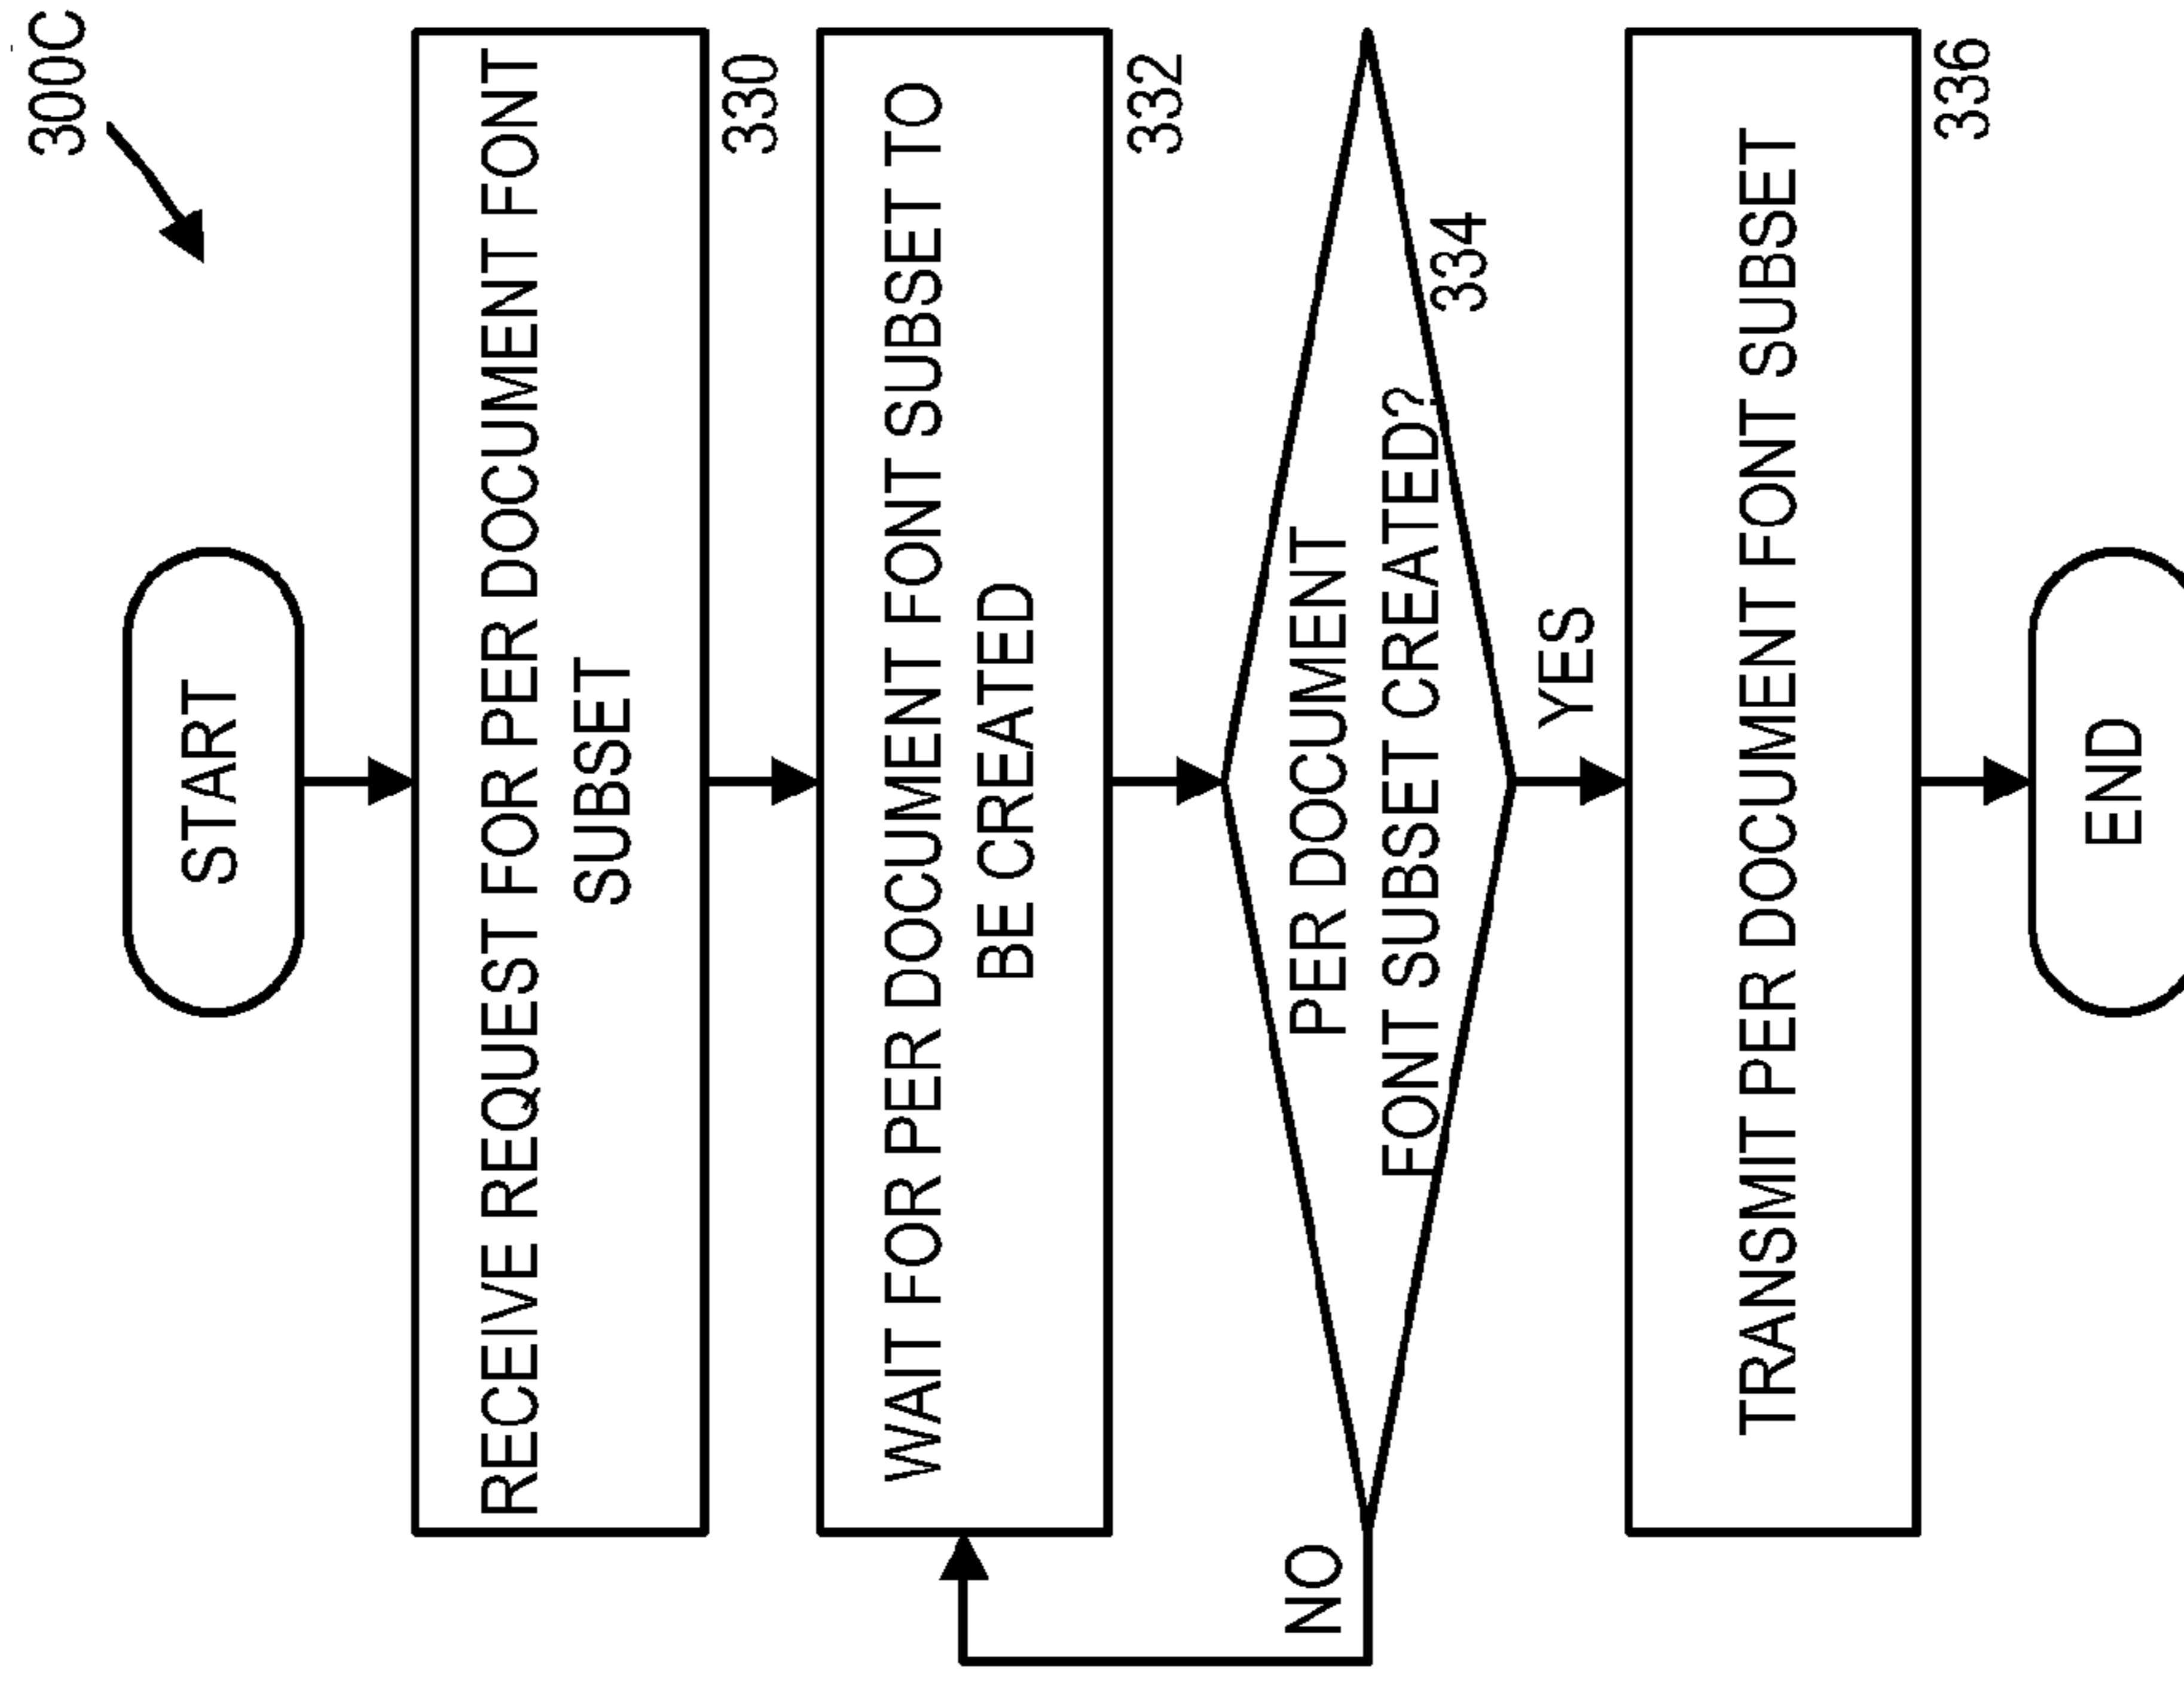 300C
START
RECEIVE REQUEST FOR PER DOCUMENT FONT
SUBSET
330
WAIT FOR PER DOCUMENT FONT SUBSET TO
BE CREATED
332
PER DOCUMENT
FONT SUBSET CREATED?
334
NO
YES
TRANSMIT PER DOCUMENT FONT SUBSET
336
END